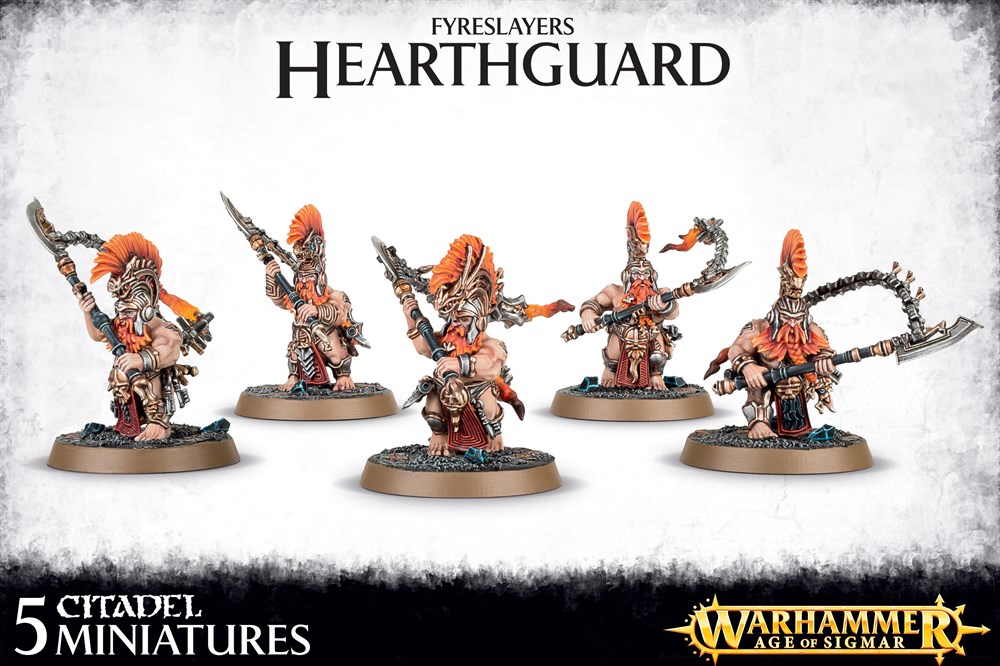 FYRESLAYERS
HEARTHGUARD
5 CITADEL
MINIATURES
WARHAMMER
AGE OF SIGMAR